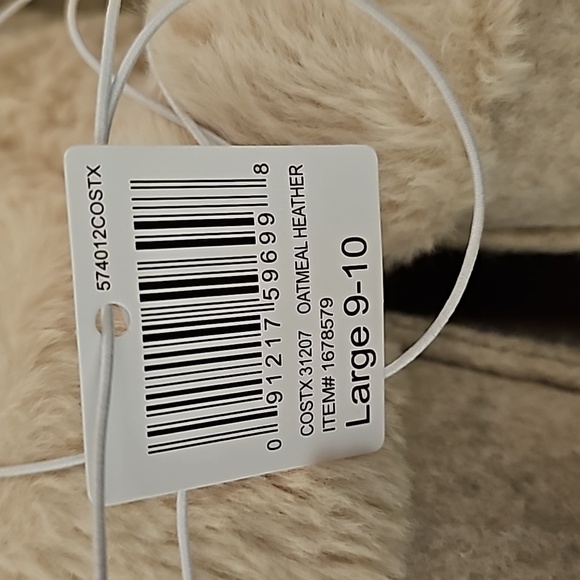 574012COSTX
0 91217 59699 8
COSTX 31207 OATMEAL HEATHER
ITEM# 1678579
Large 9-10